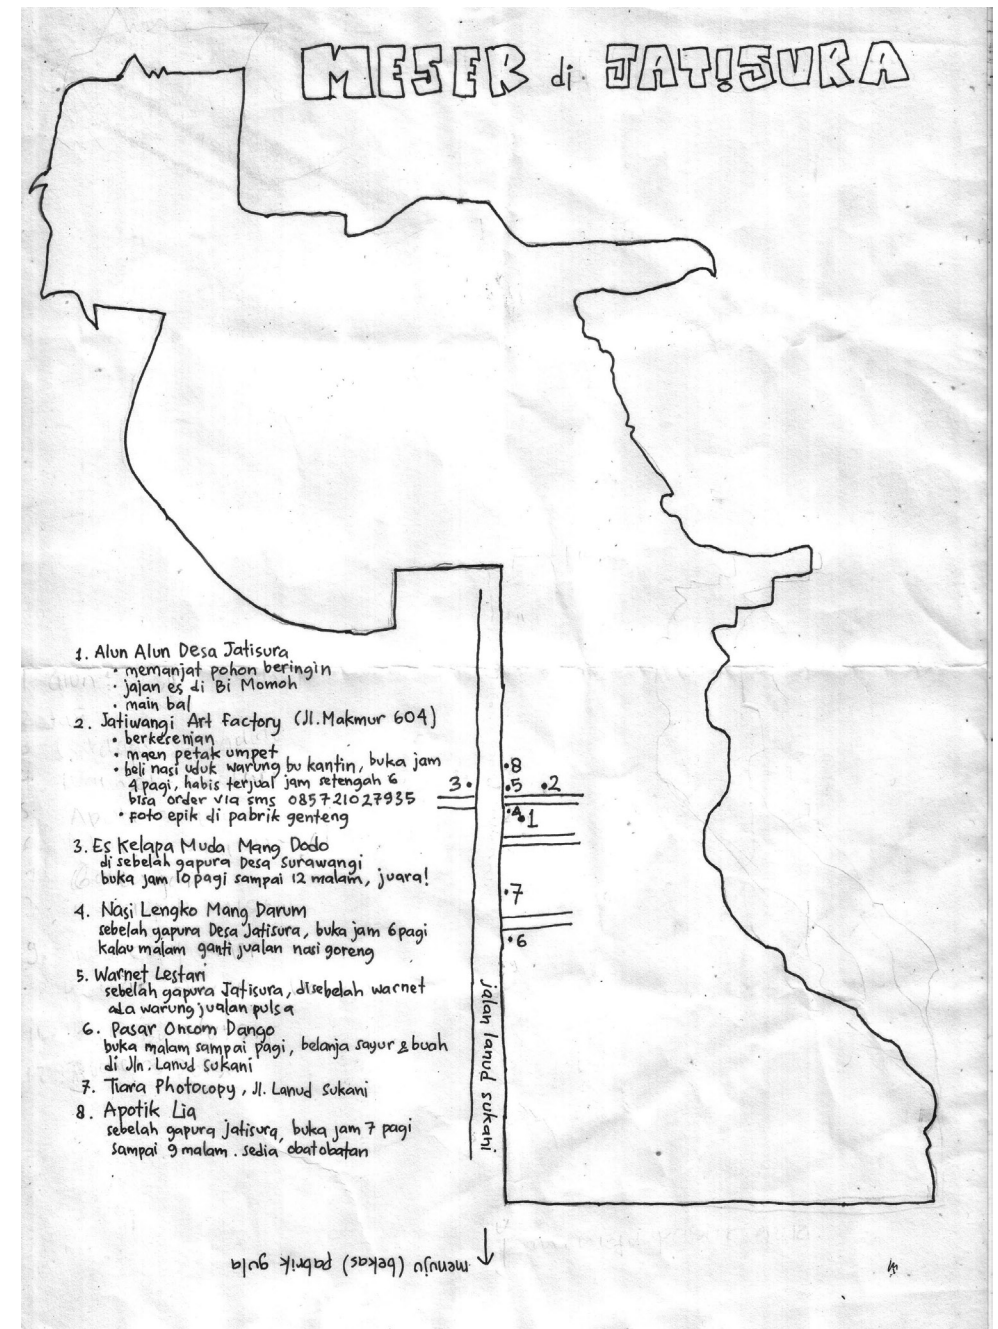 MESER di JATISURA
1. Alun Alun Desa Jatisura
• memanjat pohon beringin
• jajan es di Bi Momoh
• main bal
2. Jatiwangi Art Factory (Jl. Makmur 604)
• berkesenian
• maen petak umpet
• beli nasi uduk warung bu kantin, buka jam
4 pagi, habis terjual jam setengah 6
bisa order via sms 085721027935
• foto epik di pabrik genteng
3. Es Kelapa Muda Mang Dodo
di sebelah gapura Desa Surawangi
buka jam 10 pagi sampai 12 malam, juara!
4. Nasi Lengko Mang Darum
sebelah gapura Desa Jatisura, buka jam 6 pagi
kalau malam ganti jualan nasi goreng
5. Warnet Lestari
sebelah gapura Jatisura, disebelah warnet
ada warung jualan pulsa
6. Pasar Oncom Dango
buka malam sampai pagi, belanja sayur & buah
di Jln. Lanud Sukani
7. Tiara Photocopy, Jl. Lanud Sukani
8. Apotik Lia
sebelah gapura jatisura, buka jam 7 pagi
sampai 9 malam. sedia obatobatan
•8
3•
•5
•2
•4
•1
•7
•6
jalan lanud sukani
menuju (bekas) pabrik gula